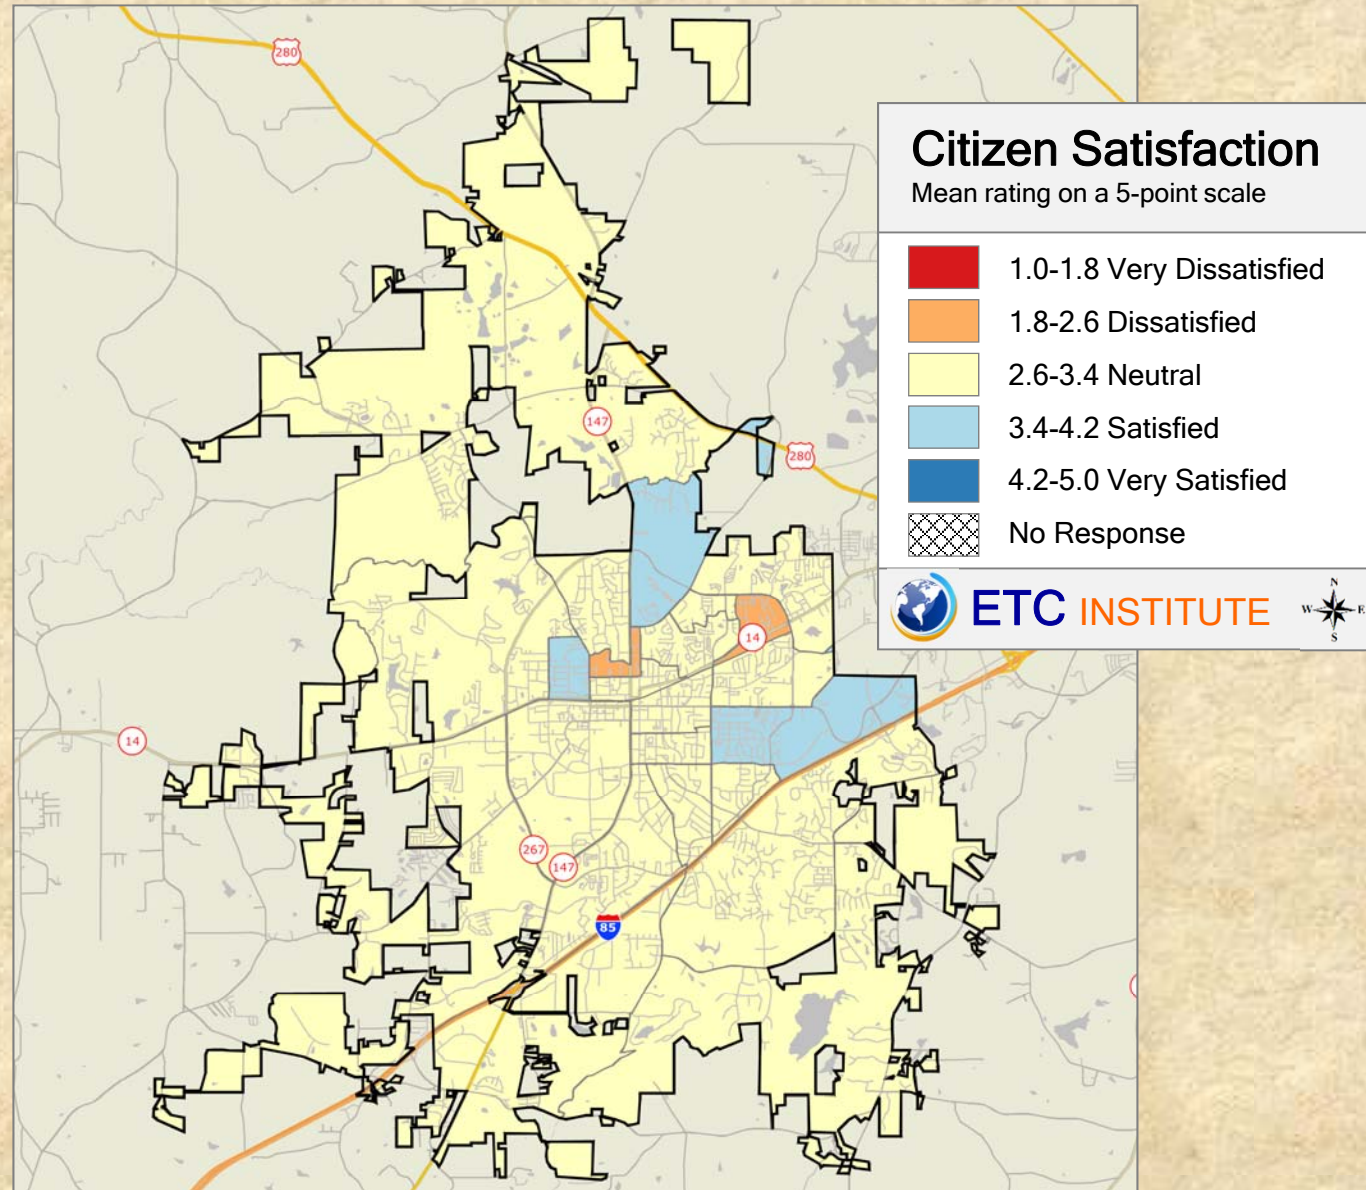 280
Citizen Satisfaction
Mean rating on a 5-point scale
1.0-1.8 Very Dissatisfied
1.8-2.6 Dissatisfied
2.6-3.4 Neutral
3.4-4.2 Satisfied
4.2-5.0 Very Satisfied
No Response
ETC INSTITUTE
N
W E
S
147
280
14
14
267
147
85